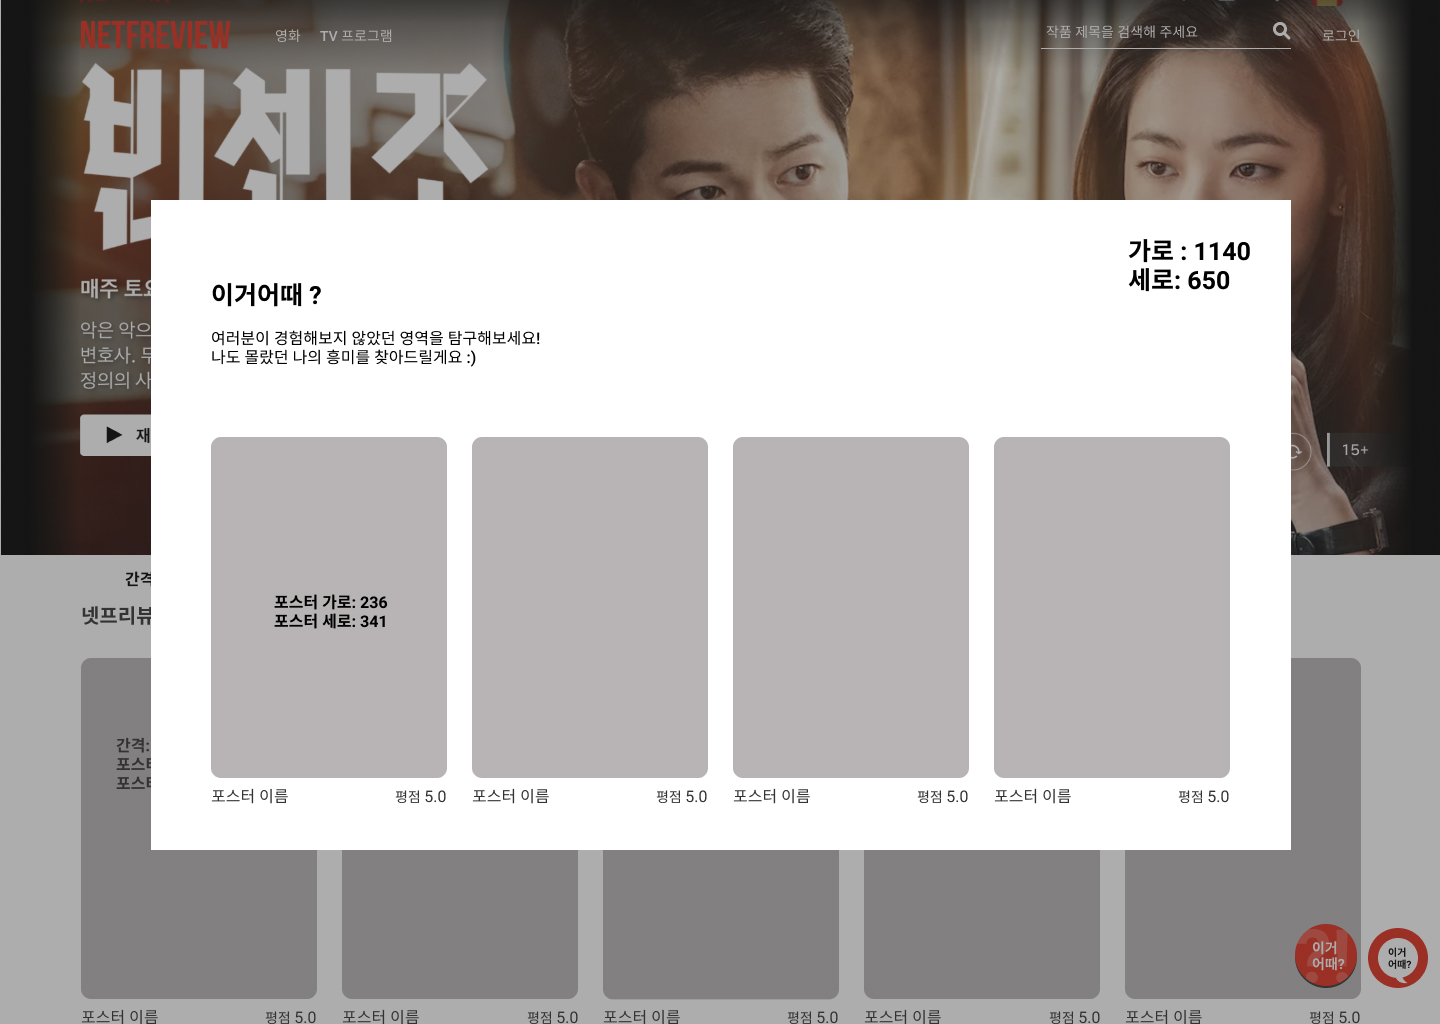 NETFREVIEW
영화 TV 프로그램
작품 제목을 검색해 주세요
로그인
빈센조
매주 토요
악은 악으
변호사. 무
정의의 사
재
15+
가로 : 1140
세로: 650
이거어때 ?
여러분이 경험해보지 않았던 영역을 탐구해보세요!
나도 몰랐던 나의 흥미를 찾아드릴게요 :)
포스터 가로: 236
포스터 세로: 341
포스터 이름 평점 5.0
포스터 이름 평점 5.0
포스터 이름 평점 5.0
포스터 이름 평점 5.0
간격
넷프리뷰
간격:
포스터
포스터
포스터 이름 평점 5.0
포스터 이름 평점 5.0
포스터 이름 평점 5.0
포스터 이름 평점 5.0
포스터 이름 평점 5.0
?!
이거
어때?
이거
어때?